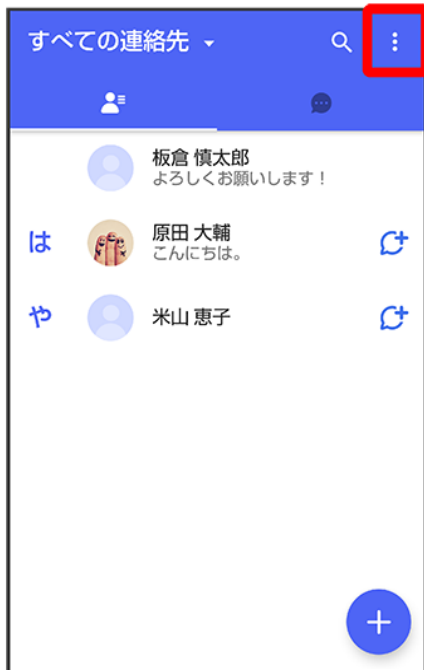 すべての連絡先
板倉 慎太郎
よろしくお願いします！
は
原田 大輔
こんにちは。
や
米山 恵子